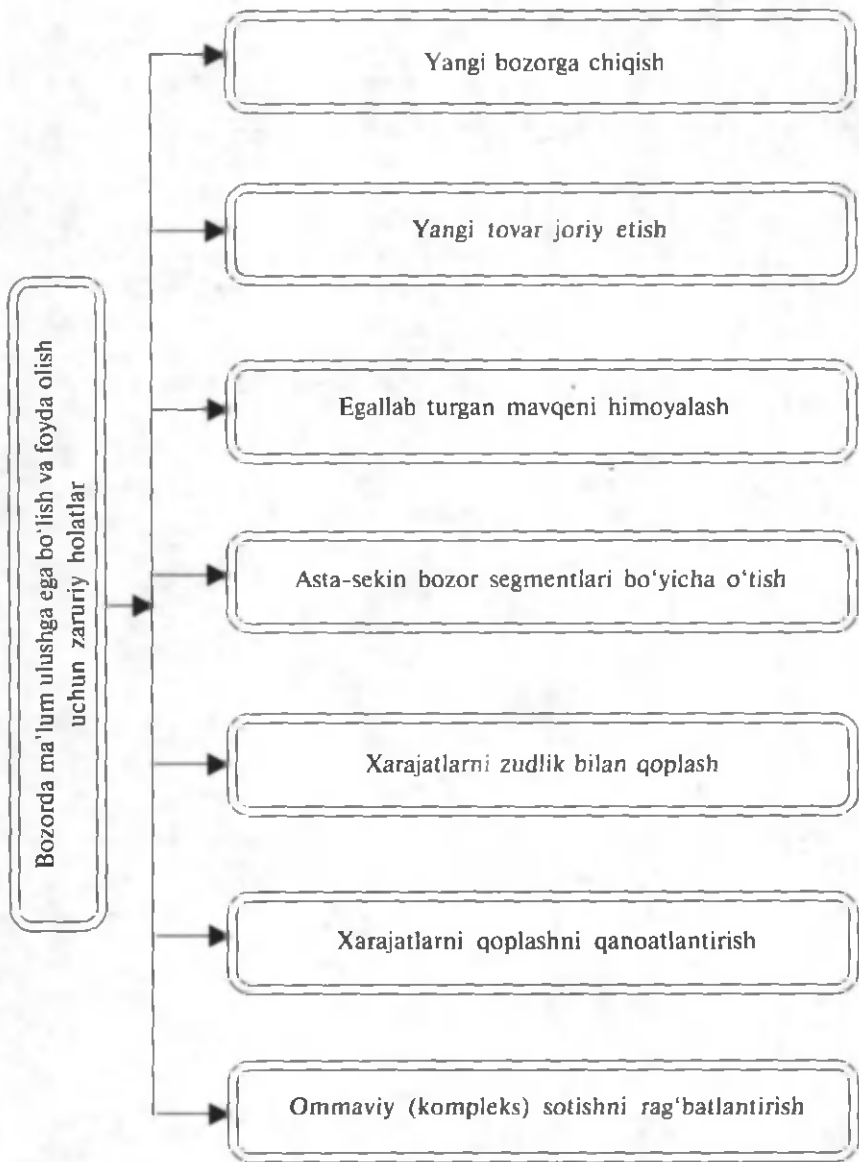 Bozorda ma'lum ulushga ega bo‘lish va foyda olish
uchun zaruriy holatlar
Yangi bozorga chiqish
Yangi tovar joriy etish
Egallab turgan mavqeni himoyalash
Asta-sekin bozor segmentlari bo‘yicha o‘tish
Xarajatlarni zudlik bilan qoplash
Xarajatlarni qoplashni qanoatlantirish
Ommaviy (kompleks) sotishni rag‘batlantirish